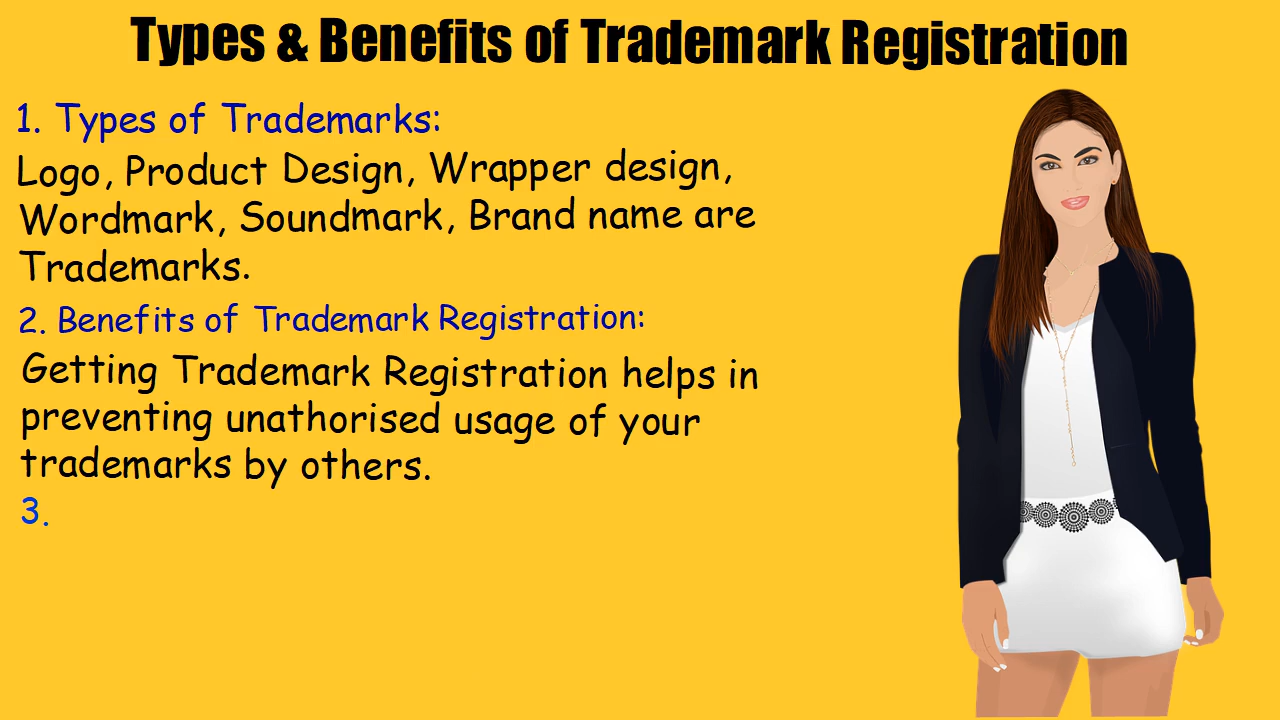 Types & Benefits of Trademark Registration
1. Types of Trademarks:
Logo, Product Design, Wrapper design,
Wordmark, Soundmark, Brand name are
Trademarks.
2. Benefits of Trademark Registration:
Getting Trademark Registration helps in
preventing unathorised usage of your
trademarks by others.
3.